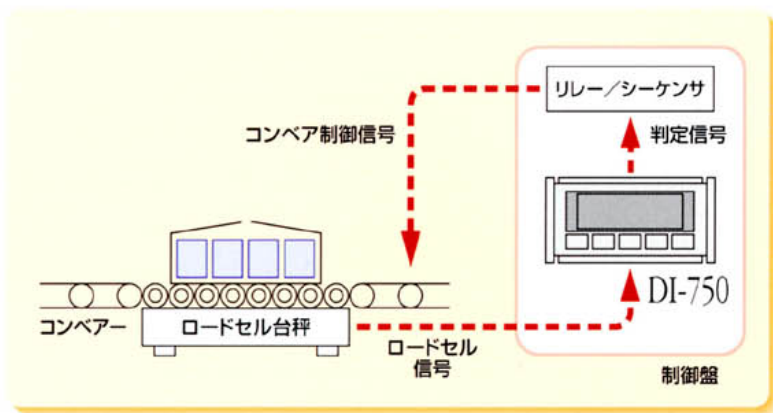 リレー／シーケンサ
コンベア制御信号
判定信号
DI-750
コンベアー
ロードセル台秤
ロードセル
信号
制御盤